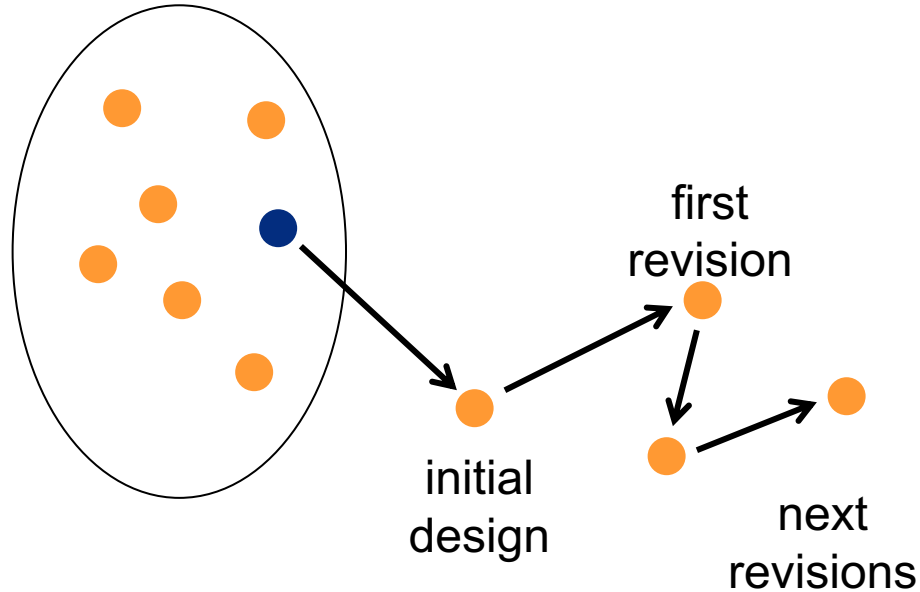 first
revision
initial
design
next
revisions